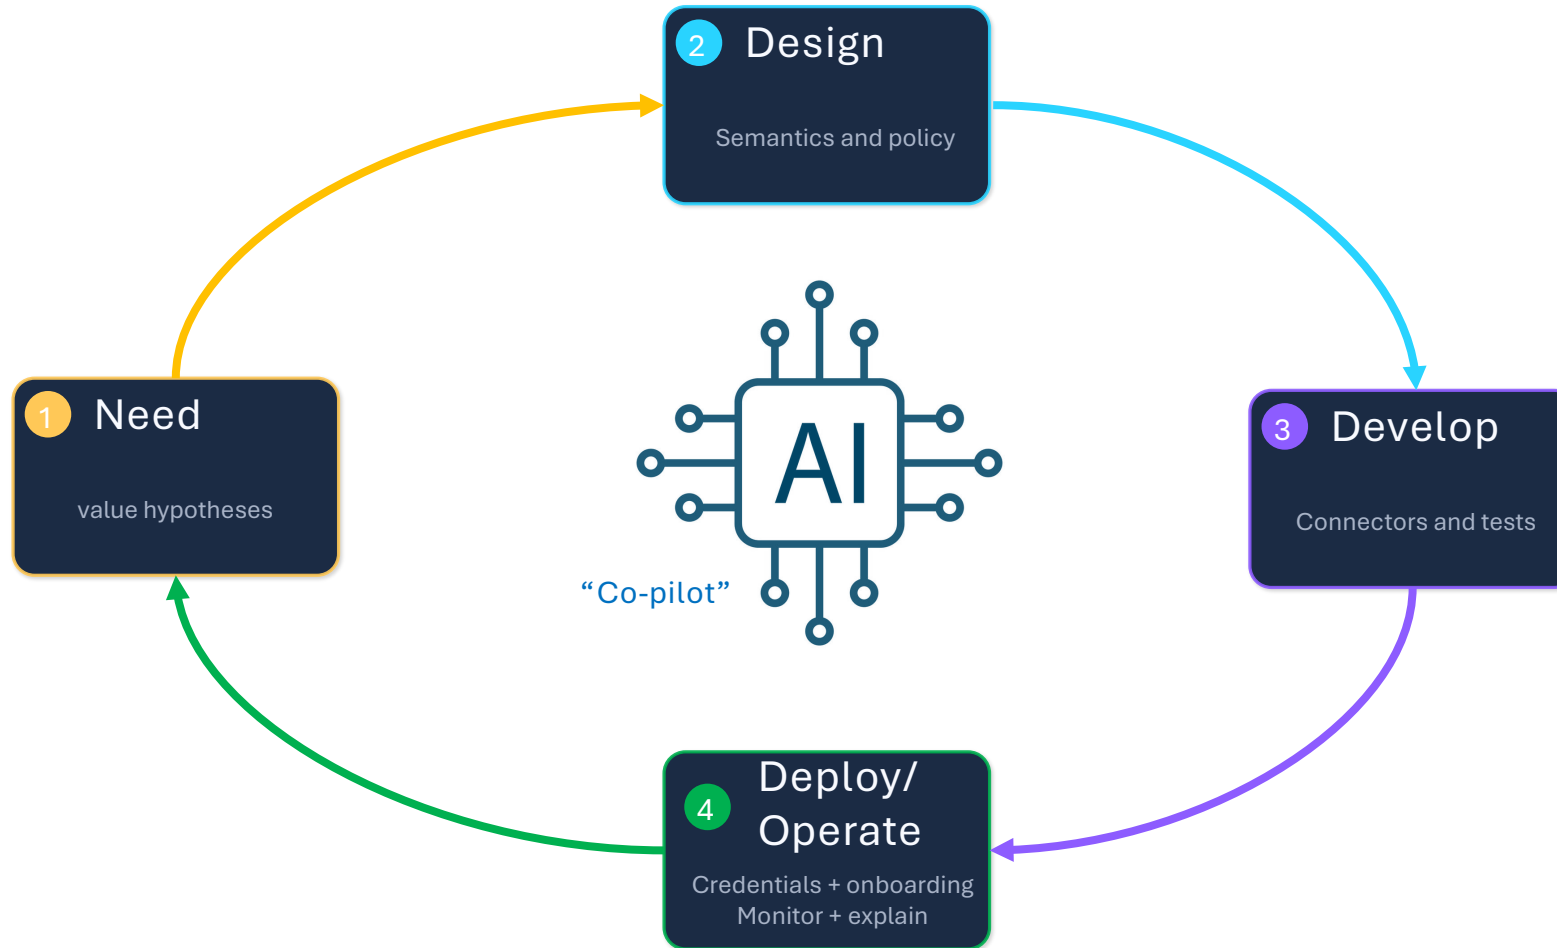 1 Need
value hypotheses
2 Design
Semantics and policy
3 Develop
Connectors and tests
4 Deploy/
Operate
Credentials + onboarding
Monitor + explain
AI
“Co-pilot”